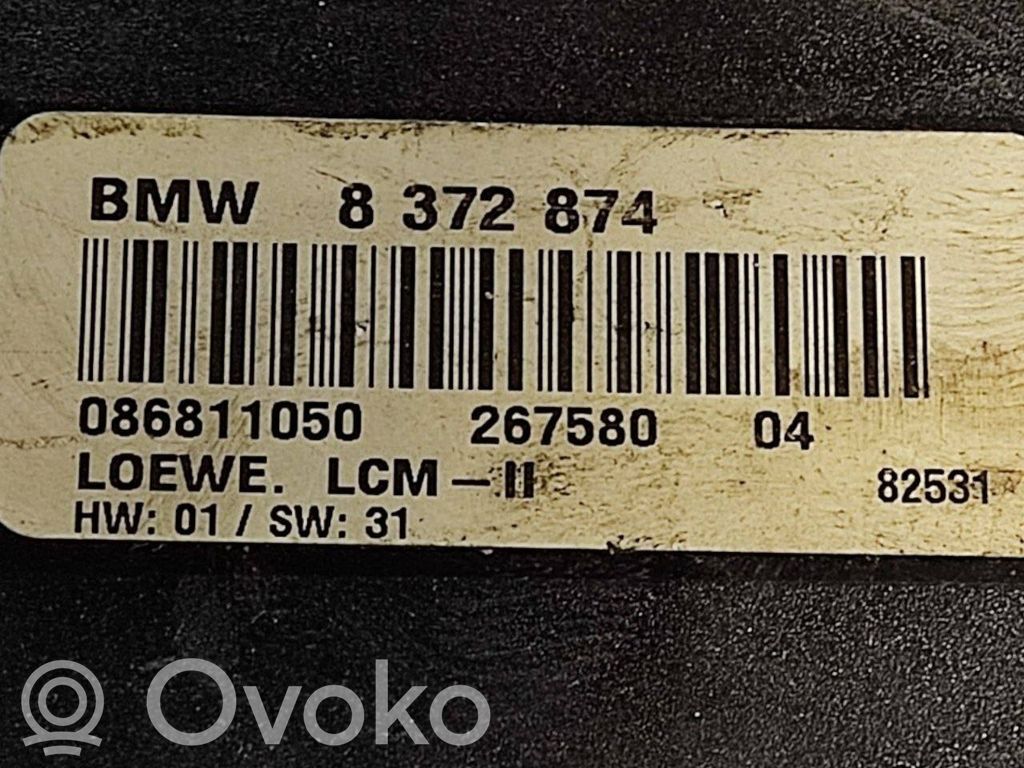 BMW 8 372 874
086811050 267580 04
LOEWE. LCM-II 82531
HW: 01 / SW: 31
Ovoko